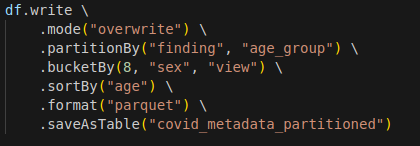 df.write \
    .mode("overwrite") \
    .partitionBy("finding", "age_group") \
    .bucketBy(8, "sex", "view") \
    .sortBy("age") \
    .format("parquet") \
    .saveAsTable("covid_metadata_partitioned")